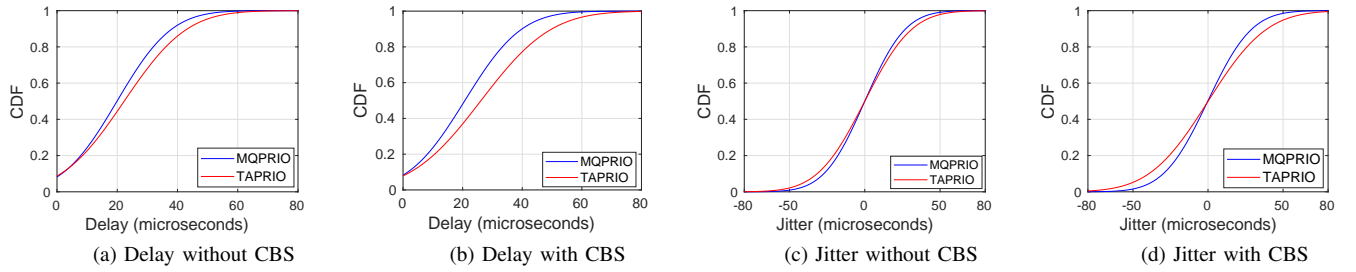 1
0.8
0.6
0.4
0.2
0
CDF
0 20 40 60 80
Delay (microseconds)
MQPRIO
TAPRIO
(a) Delay without CBS
1
0.8
0.6
0.4
0.2
0
CDF
0 20 40 60 80
Delay (microseconds)
MQPRIO
TAPRIO
(b) Delay with CBS
1
0.8
0.6
0.4
0.2
0
CDF
-80 -50 0 50 80
Jitter (microseconds)
MQPRIO
TAPRIO
(c) Jitter without CBS
1
0.8
0.6
0.4
0.2
0
CDF
-80 -50 0 50 80
Jitter (microseconds)
MQPRIO
TAPRIO
(d) Jitter with CBS